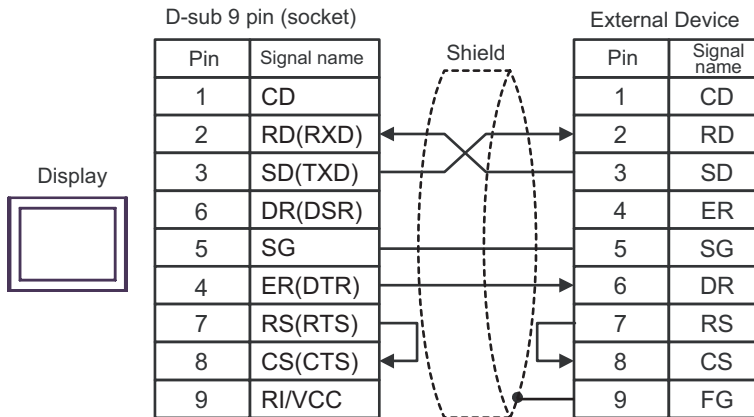 D-sub 9 pin (socket)
External Device
Shield
Display
Pin Signal name
1 CD
2 RD(RXD)
3 SD(TXD)
6 DR(DSR)
5 SG
4 ER(DTR)
7 RS(RTS)
8 CS(CTS)
9 RI/VCC
Pin Signal
name
1 CD
2 RD
3 SD
4 ER
5 SG
6 DR
7 RS
8 CS
9 FG